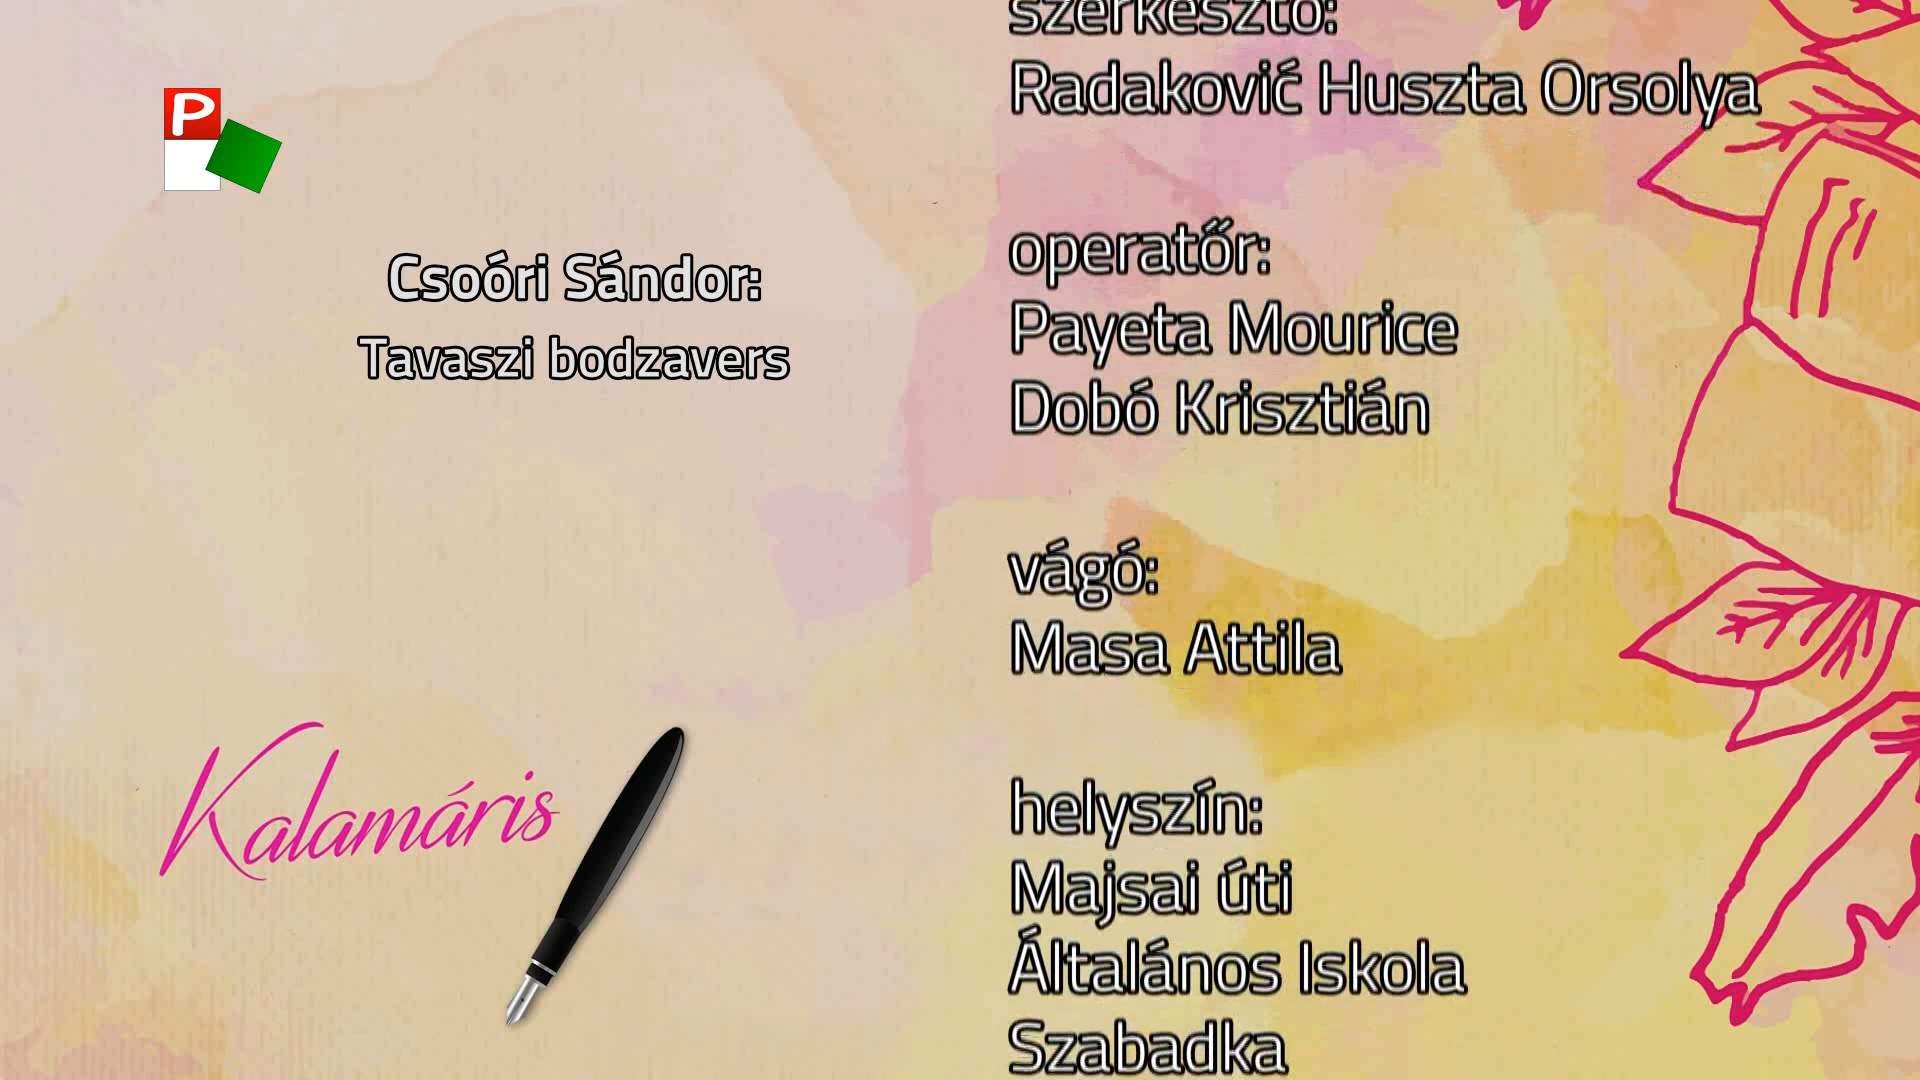 P
Csoóri Sándor:
Tavaszi bodzavers
Kalamáris
szerkesztő:
Radaković Huszta Orsolya
operatőr:
Payeta Mourice
Dobó Krisztián
vágó:
Masa Attila
helyszín:
Majsai úti
Általános Iskola
Szabadka